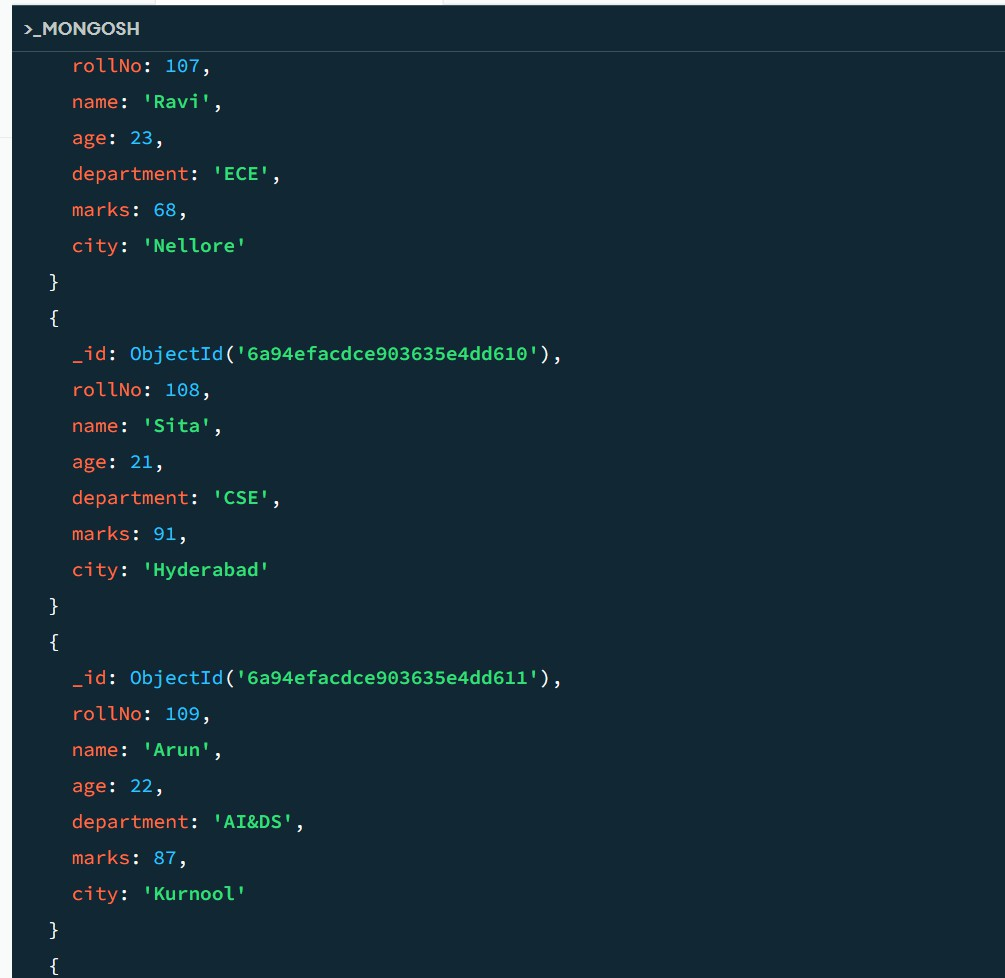 >_MONGOSH
rollNo: 107,
name: 'Ravi',
age: 23,
department: 'ECE',
marks: 68,
city: 'Nellore'
}
{
_id: ObjectId('6a94efacdce903635e4dd610'),
rollNo: 108,
name: 'Sita',
age: 21,
department: 'CSE',
marks: 91,
city: 'Hyderabad'
}
{
_id: ObjectId('6a94efacdce903635e4dd611'),
rollNo: 109,
name: 'Arun',
age: 22,
department: 'AI&DS',
marks: 87,
city: 'Kurnool'
}
{